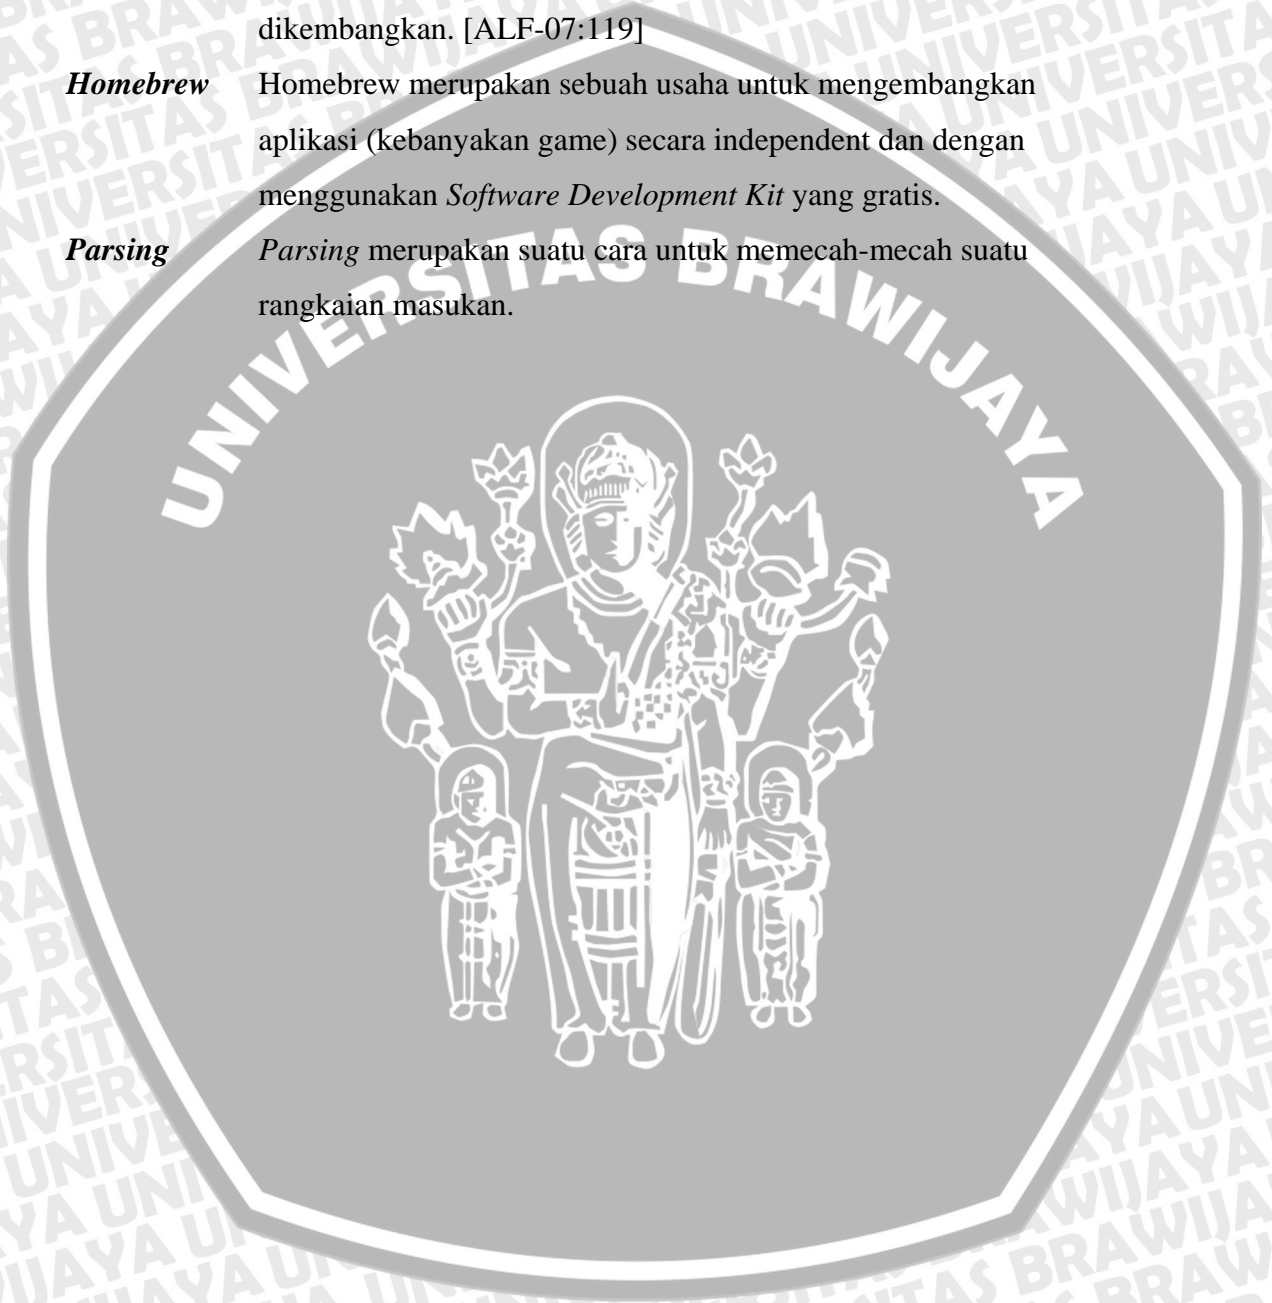 dikembangkan. [ALF-07:119]
Homebrew Homebrew merupakan sebuah usaha untuk mengembangkan
aplikasi (kebanyakan game) secara independent dan dengan
menggunakan Software Development Kit yang gratis.
Parsing Parsing merupakan suatu cara untuk memecah-mecah suatu
rangkaian masukan.
UNIVERSITAS BRAWIJAYA